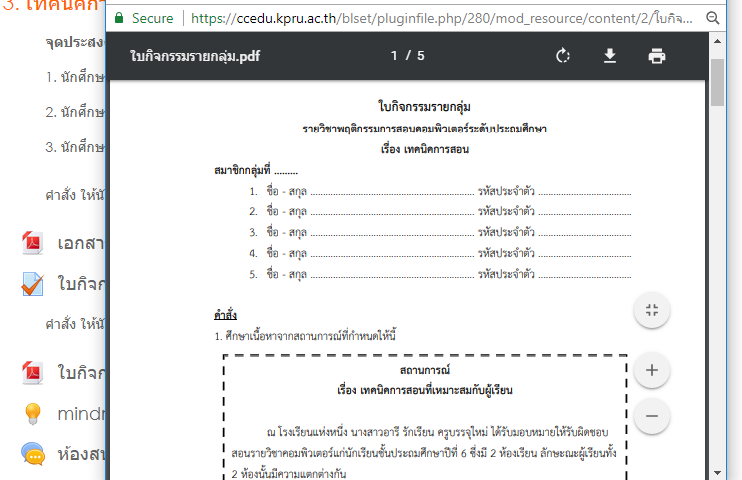 3. เทคนิคกา
จุดประสงค
1. นักศึกษ
2. นักศึกษ
3. นักศึกษ
คำสั่ง ให้นั
เอกสา
ใบกิจก
คำสั่ง ให้นั
ใบกิจก
mindm
ห้องส
Secure | https://ccedu.kpru.ac.th/blset/pluginfile.php/280/mod_resource/content/2/ใบกิจ...
ใบกิจกรรมรายกลุ่ม.pdf 1 / 5
ใบกิจกรรมรายกลุ่ม
รายวิชาพฤติกรรมการสอนคอมพิวเตอร์ระดับประถมศึกษา
เรื่อง เทคนิคการสอน
สมาชิกกลุ่มที่ .........
1. ชื่อ - สกุล ........................................................ รหัสประจำตัว ................................
2. ชื่อ - สกุล ........................................................ รหัสประจำตัว ................................
3. ชื่อ - สกุล ........................................................ รหัสประจำตัว ................................
4. ชื่อ - สกุล ........................................................ รหัสประจำตัว ................................
5. ชื่อ - สกุล ........................................................ รหัสประจำตัว ................................
คำสั่ง
1. ศึกษาเนื้อหาจากสถานการณ์ที่กำหนดให้นี้
สถานการณ์
เรื่อง เทคนิคการสอนที่เหมาะสมกับผู้เรียน
ณ โรงเรียนแห่งหนึ่ง นางสาวอารี รักเรียน ครูบรรจุใหม่ ได้รับมอบหมายให้รับผิดชอบ
สอนรายวิชาคอมพิวเตอร์แก่นักเรียนชั้นประถมศึกษาปีที่ 6 ซึ่งมี 2 ห้องเรียน ลักษณะผู้เรียนทั้ง
2 ห้องนั้นมีความแตกต่างกัน